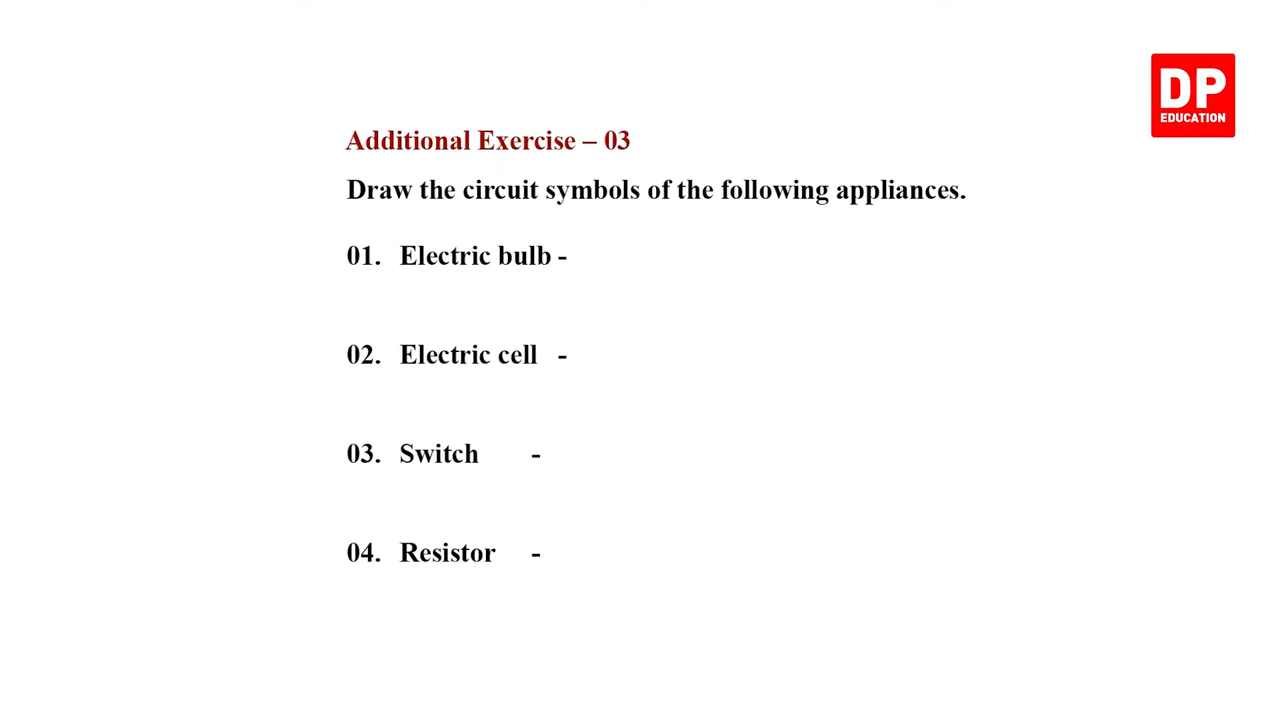 DP
EDUCATION
Additional Exercise – 03
Draw the circuit symbols of the following appliances.
01. Electric bulb -
02. Electric cell -
03. Switch -
04. Resistor -